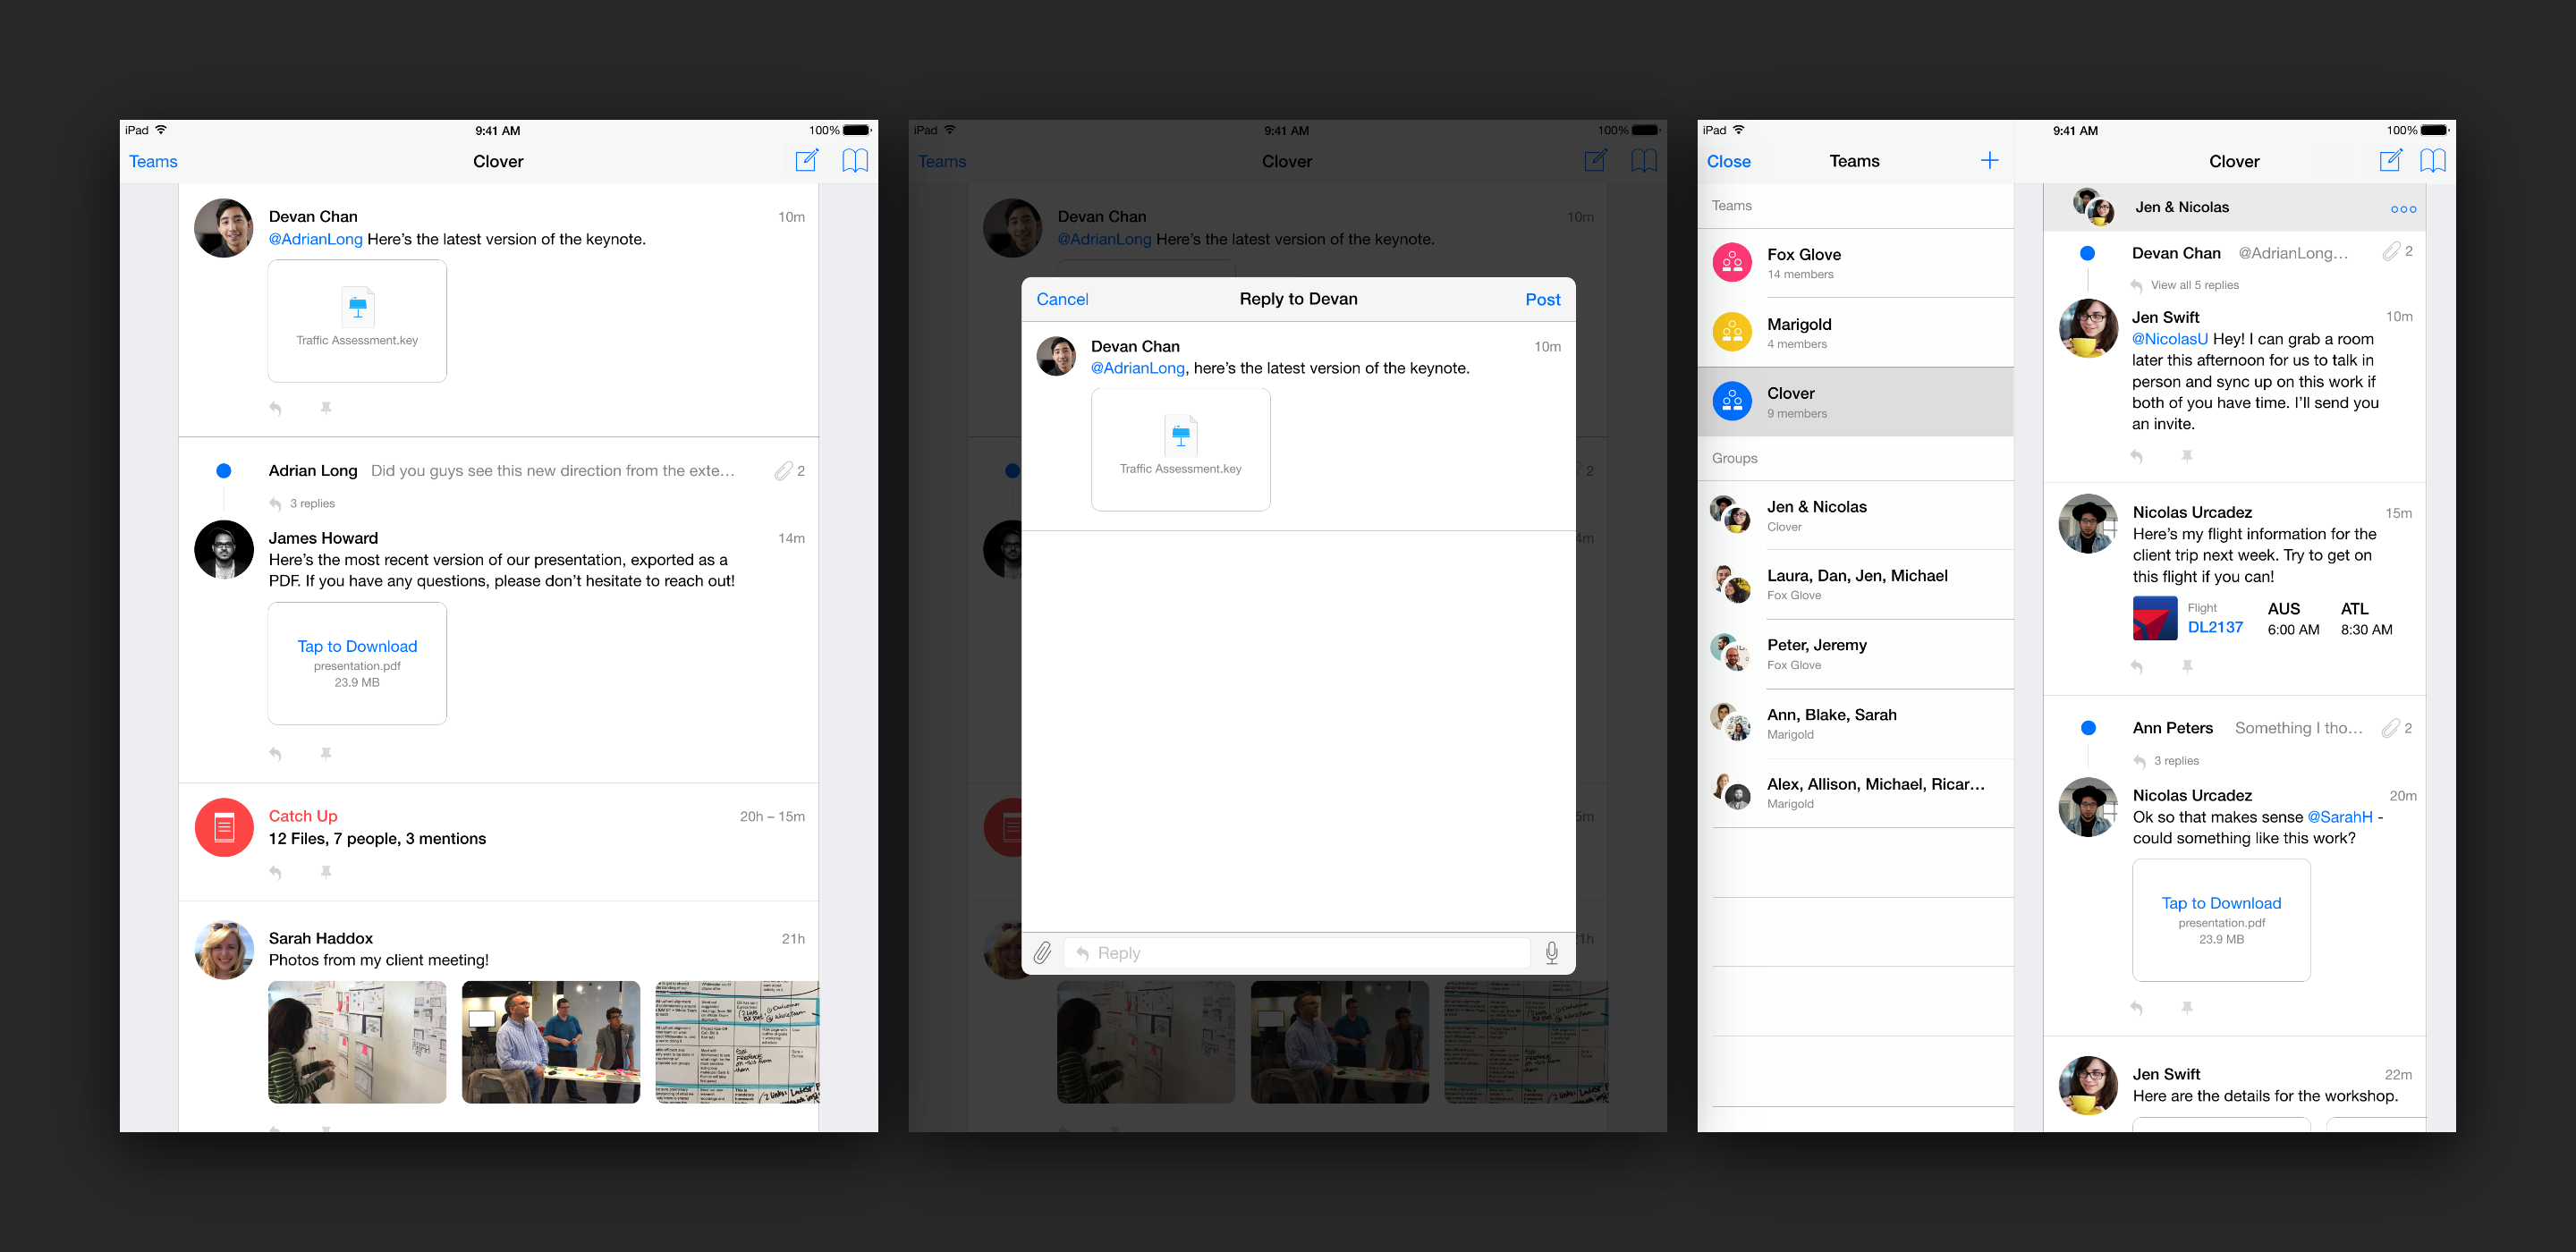 iPad 9:41 AM 100%
Teams Clover
Devan Chan 10m
@AdrianLong Here's the latest version of the keynote.
Traffic Assessment.key
Adrian Long Did you guys see this new direction from the exte… 2
3 replies
James Howard 14m
Here's the most recent version of our presentation, exported as a
PDF. If you have any questions, please don't hesitate to reach out!
Tap to Download
presentation.pdf
23.9 MB
Catch Up 20h – 15m
12 Files, 7 people, 3 mentions
Sarah Haddox 21h
Photos from my client meeting!
iPad 9:41 AM 100%
Teams Clover
Devan Chan 10m
@AdrianLong Here's the latest version of the keynote.
Cancel Reply to Devan Post
Devan Chan 10m
@AdrianLong, here's the latest version of the keynote.
Traffic Assessment.key
Reply
iPad 9:41 AM 100%
Close Teams Clover
Teams
Fox Glove
14 members
Marigold
4 members
Clover
9 members
Groups
Jen & Nicolas
Clover
Laura, Dan, Jen, Michael
Fox Glove
Peter, Jeremy
Fox Glove
Ann, Blake, Sarah
Marigold
Alex, Allison, Michael, Ricar…
Marigold
Jen & Nicolas
Devan Chan @AdrianLong… 2
View all 5 replies
Jen Swift 10m
@NicolasU Hey! I can grab a room
later this afternoon for us to talk in
person and sync up on this work if
both of you have time. I'll send you
an invite.
Nicolas Urcadez 15m
Here's my flight information for the
client trip next week. Try to get on
this flight if you can!
Flight AUS ATL
DL2137 6:00 AM 8:30 AM
Ann Peters Something I tho… 2
3 replies
Nicolas Urcadez 20m
Ok so that makes sense @SarahH -
could something like this work?
Tap to Download
presentation.pdf
23.9 MB
Jen Swift 22m
Here are the details for the workshop.